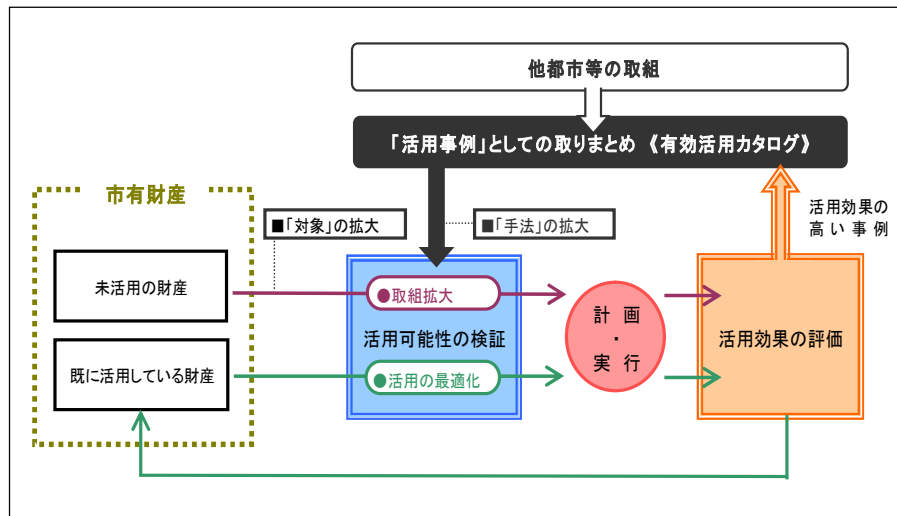 他都市等の取組
「活用事例」としての取りまとめ 《有効活用カタログ》
市有財産
■「対象」の拡大
■「手法」の拡大
活用効果の
高い事例
未活用の財産
●取組拡大
計 画
・
実 行
活用可能性の検証
活用効果の評価
既に活用している財産
●活用の最適化